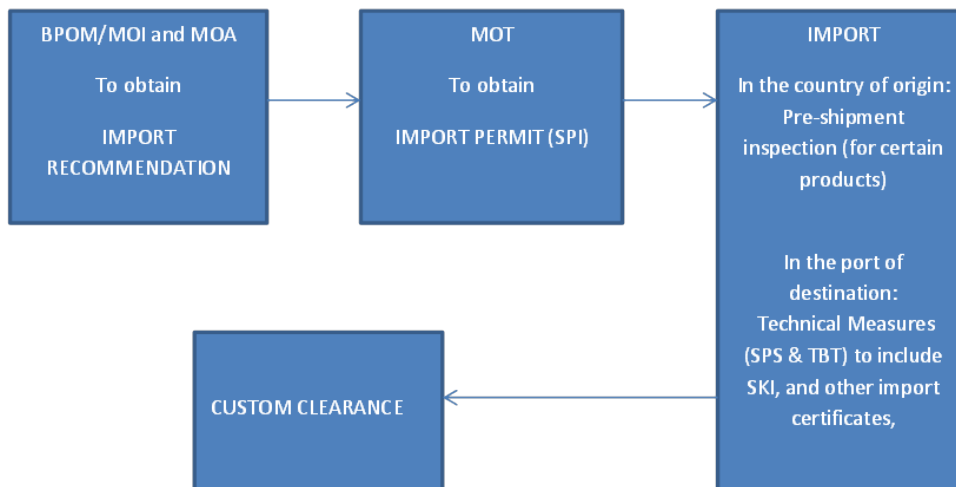 BPOM/MOI and MOA
To obtain
IMPORT
RECOMMENDATION
MOT
To obtain
IMPORT PERMIT (SPI)
IMPORT
In the country of origin:
Pre-shipment
inspection (for certain
products)
In the port of
destination:
Technical Measures
(SPS & TBT) to include
SKI, and other import
certificates,
CUSTOM CLEARANCE